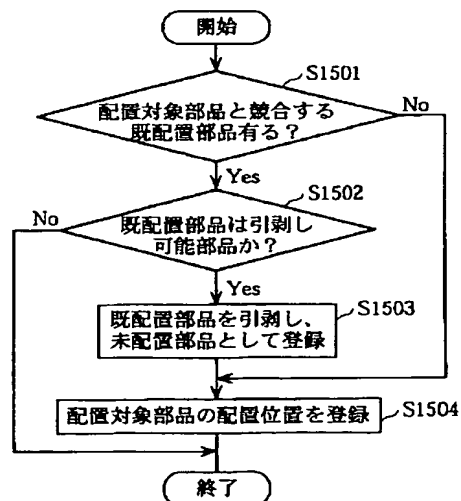 開始
S1501
配置対象部品と競合する
既配置部品有る？
No
Yes
S1502
No
既配置部品は引剥し
可能部品か？
Yes
S1503
既配置部品を引剥し、
未配置部品として登録
配置対象部品の配置位置を登録
S1504
終了